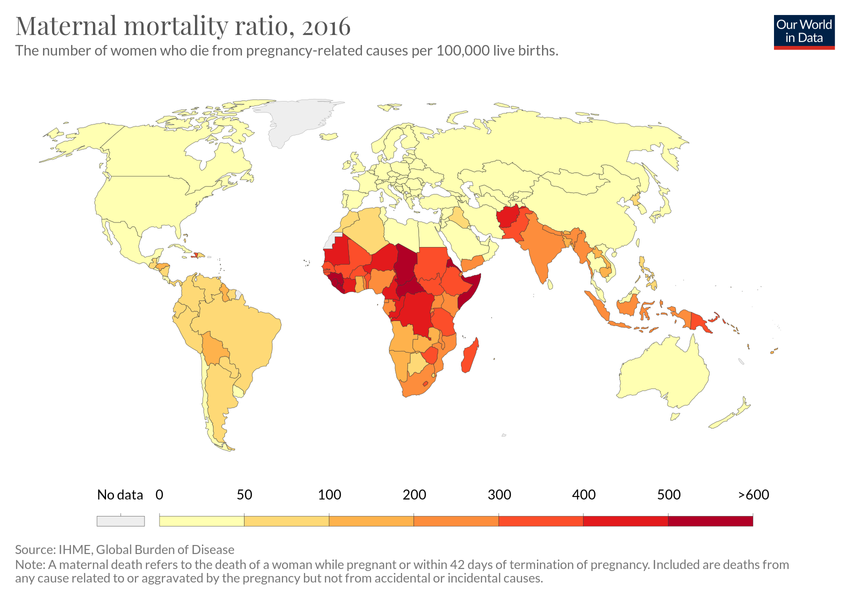 Maternal mortality ratio, 2016
The number of women who die from pregnancy-related causes per 100,000 live births.
Our World
in Data
No data 0 50 100 200 300 400 500 >600
Source: IHME, Global Burden of Disease
Note: A maternal death refers to the death of a woman while pregnant or within 42 days of termination of pregnancy. Included are deaths from
any cause related to or aggravated by the pregnancy but not from accidental or incidental causes.